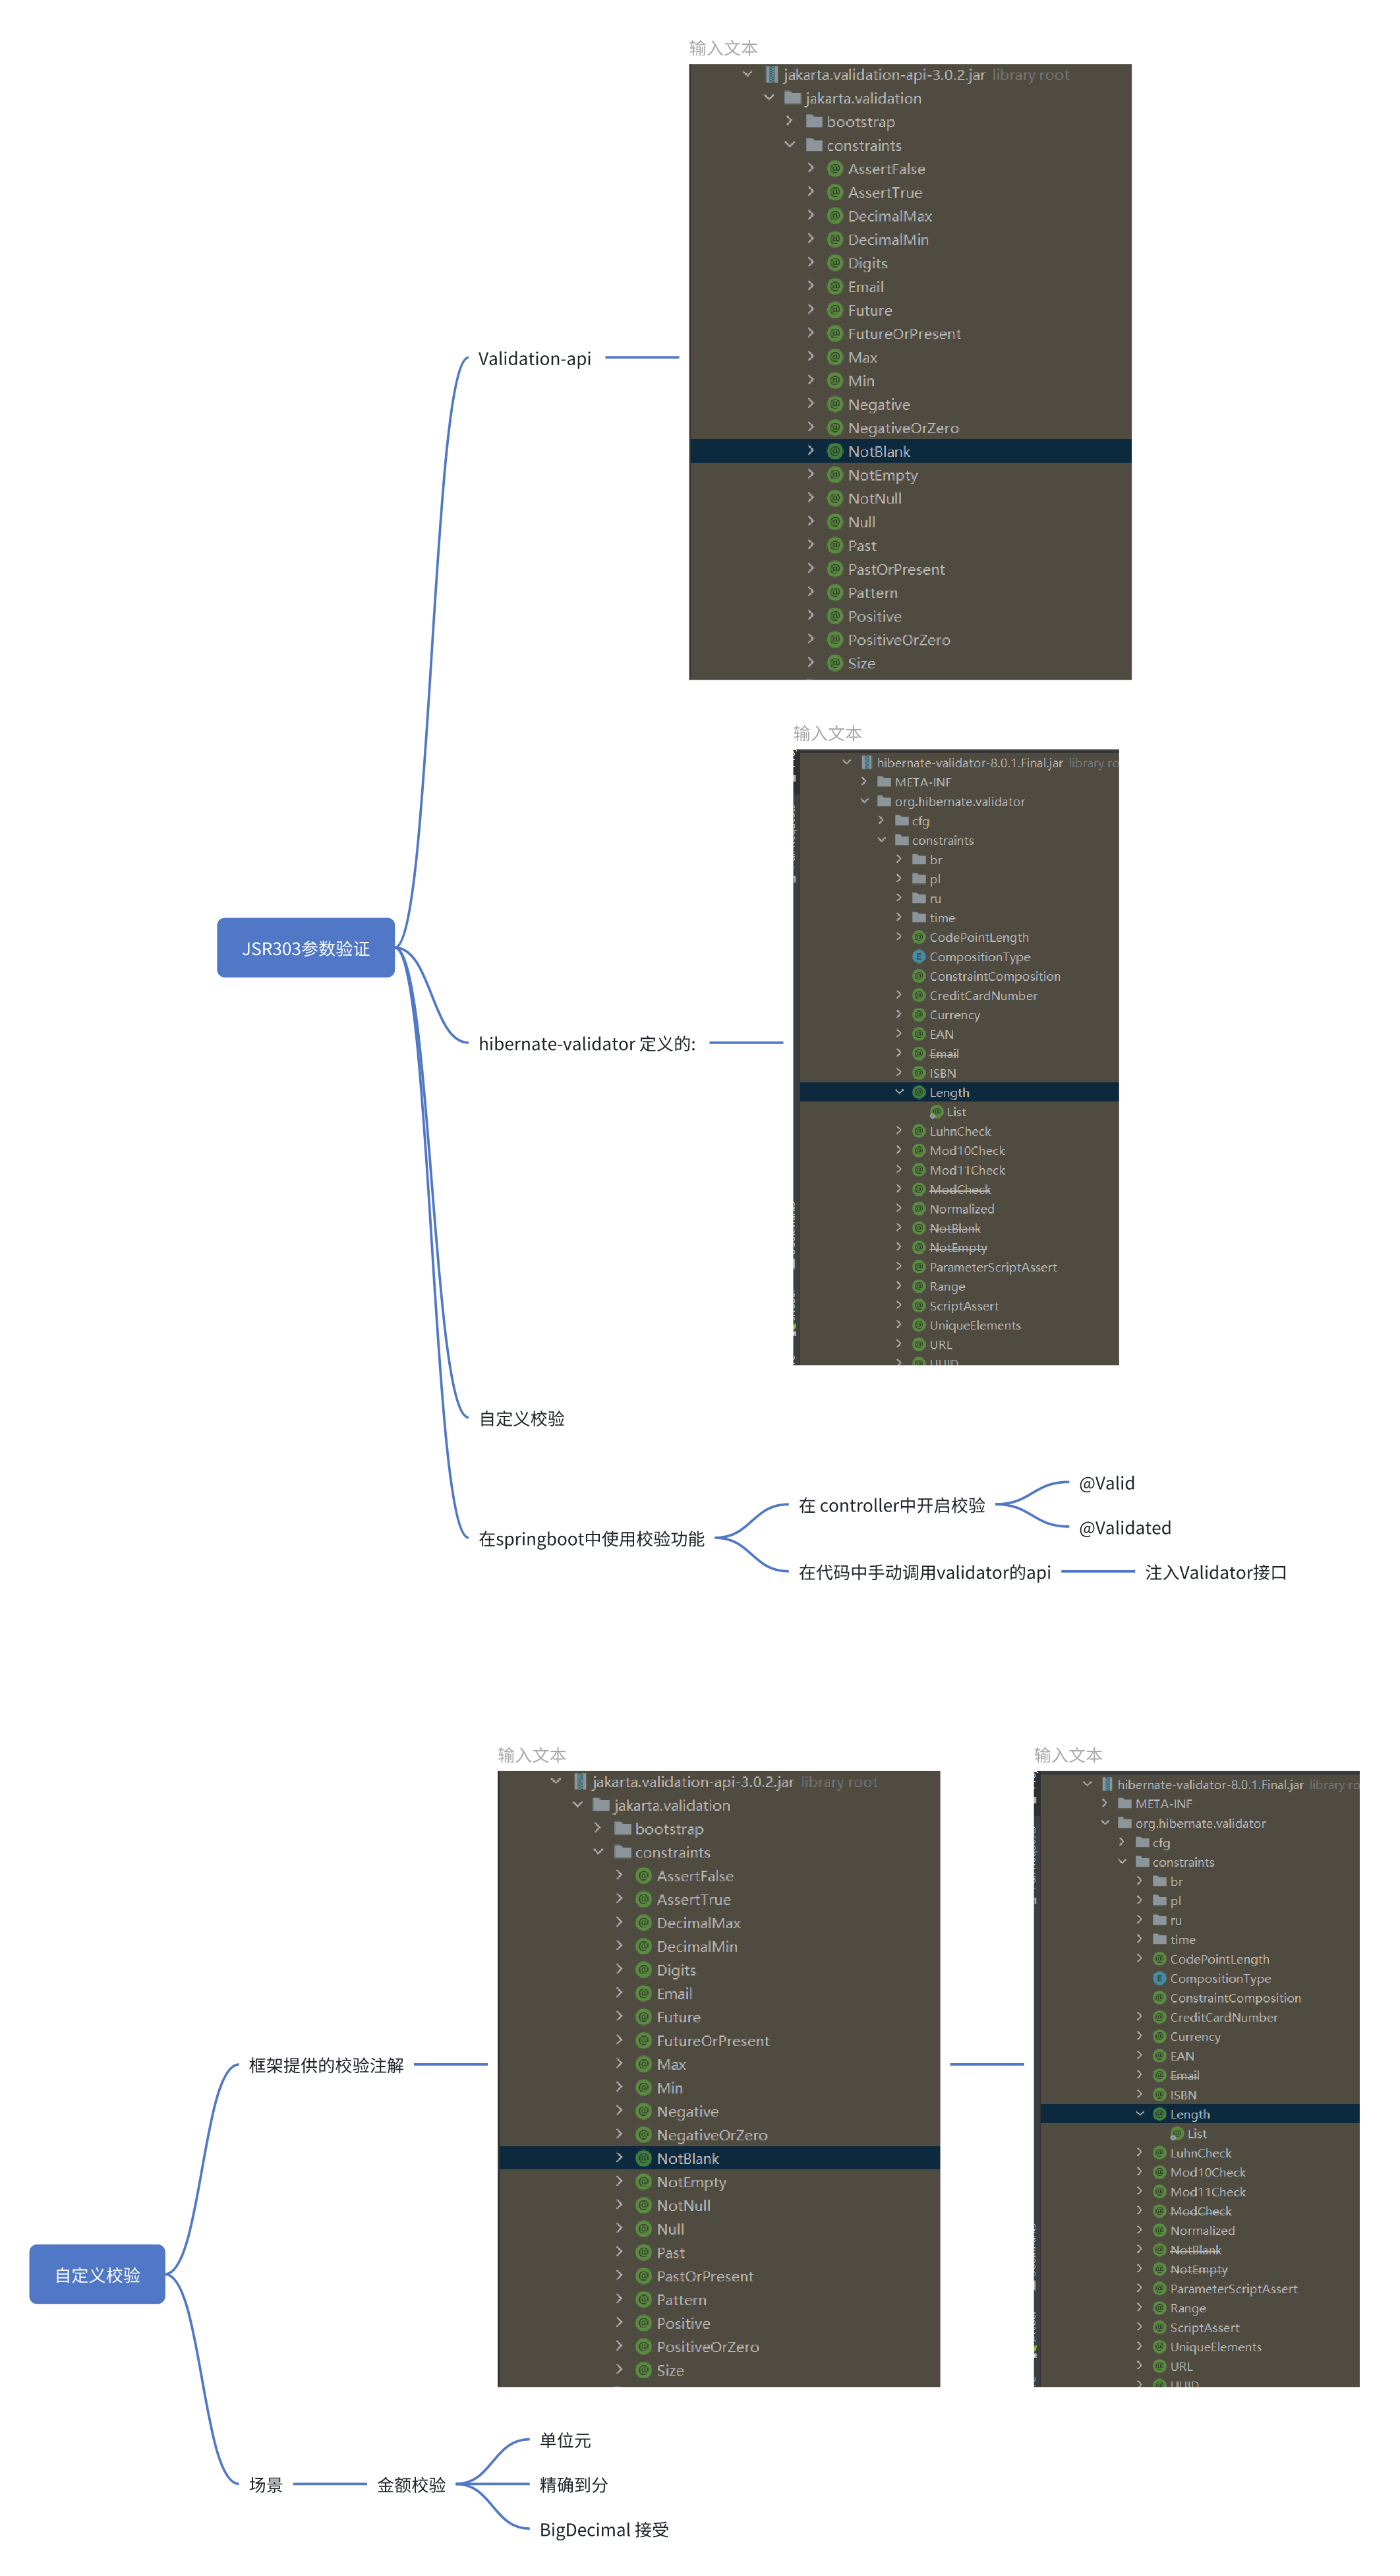 输入文本
jakarta.validation-api-3.0.2.jar library root
jakarta.validation
bootstrap
constraints
AssertFalse
AssertTrue
DecimalMax
DecimalMin
Digits
Email
Future
FutureOrPresent
Max
Min
Negative
NegativeOrZero
NotBlank
NotEmpty
NotNull
Null
Past
PastOrPresent
Pattern
Positive
PositiveOrZero
Size
Validation-api
输入文本
hibernate-validator-8.0.1.Final.jar library ro
META-INF
org.hibernate.validator
cfg
constraints
br
pl
ru
time
CodePointLength
CompositionType
ConstraintComposition
CreditCardNumber
Currency
EAN
Email
ISBN
Length
List
LuhnCheck
Mod10Check
Mod11Check
ModCheck
Normalized
NotBlank
NotEmpty
ParameterScriptAssert
Range
ScriptAssert
UniqueElements
URL
UUID
JSR303参数验证
hibernate-validator 定义的:
自定义校验
在springboot中使用校验功能
在 controller中开启校验
@Valid
@Validated
在代码中手动调用validator的api
注入Validator接口
输入文本
jakarta.validation-api-3.0.2.jar library root
jakarta.validation
bootstrap
constraints
AssertFalse
AssertTrue
DecimalMax
DecimalMin
Digits
Email
Future
FutureOrPresent
Max
Min
Negative
NegativeOrZero
NotBlank
NotEmpty
NotNull
Null
Past
PastOrPresent
Pattern
Positive
PositiveOrZero
Size
输入文本
hibernate-validator-8.0.1.Final.jar library ro
META-INF
org.hibernate.validator
cfg
constraints
br
pl
ru
time
CodePointLength
CompositionType
ConstraintComposition
CreditCardNumber
Currency
EAN
Email
ISBN
Length
List
LuhnCheck
Mod10Check
Mod11Check
ModCheck
Normalized
NotBlank
NotEmpty
ParameterScriptAssert
Range
ScriptAssert
UniqueElements
URL
UUID
框架提供的校验注解
自定义校验
场景
金额校验
单位元
精确到分
BigDecimal 接受